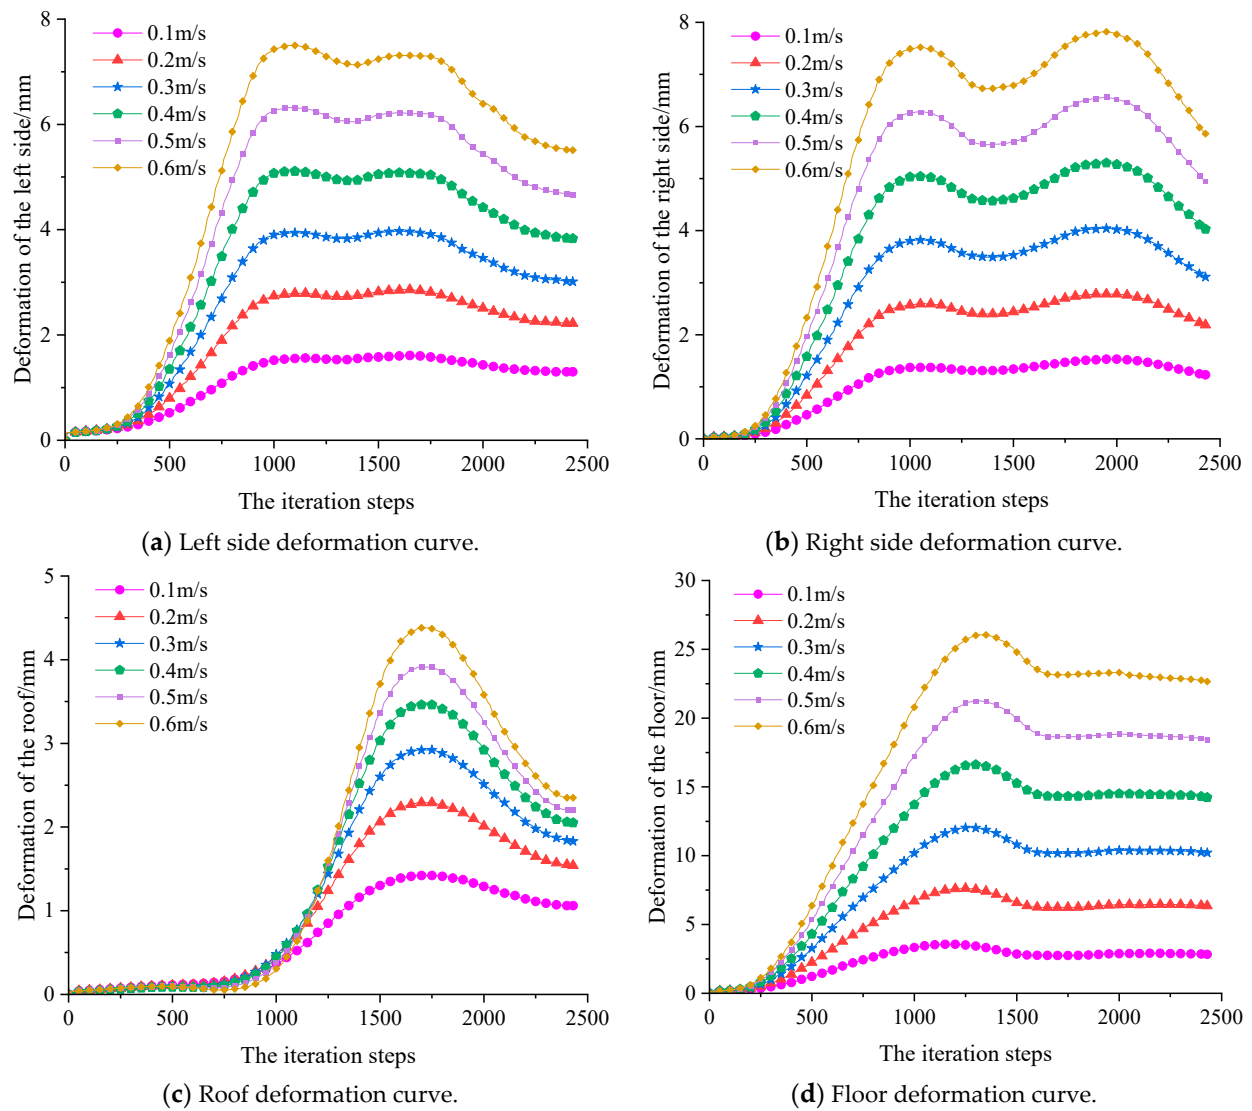 Deformation of the left side/mm
8
6
4
2
0
0.1m/s
0.2m/s
0.3m/s
0.4m/s
0.5m/s
0.6m/s
0 500 1000 1500 2000 2500
The iteration steps
(a) Left side deformation curve.
Deformation of the right side/mm
8
6
4
2
0
0.1m/s
0.2m/s
0.3m/s
0.4m/s
0.5m/s
0.6m/s
0 500 1000 1500 2000 2500
The iteration steps
(b) Right side deformation curve.
Deformation of the roof/mm
5
4
3
2
1
0
0.1m/s
0.2m/s
0.3m/s
0.4m/s
0.5m/s
0.6m/s
0 500 1000 1500 2000 2500
The iteration steps
(c) Roof deformation curve.
Deformation of the floor/mm
30
25
20
15
10
5
0
0.1m/s
0.2m/s
0.3m/s
0.4m/s
0.5m/s
0.6m/s
0 500 1000 1500 2000 2500
The iteration steps
(d) Floor deformation curve.